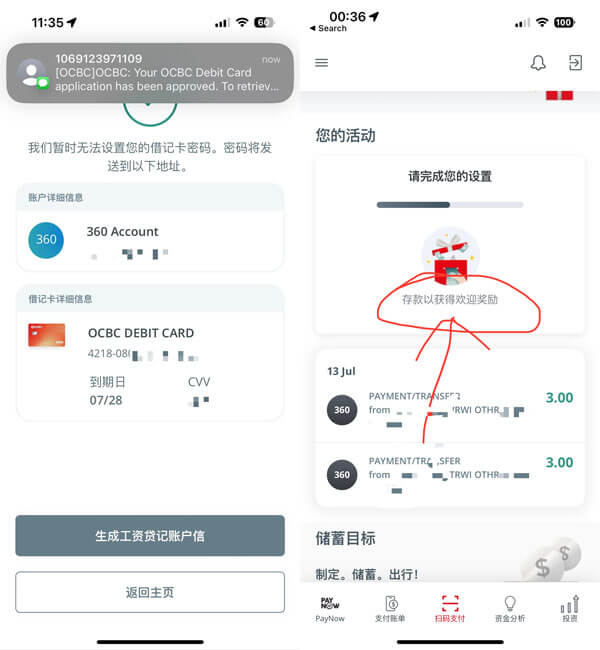 11:35
60
1069123971109
now
[OCBC]OCBC: Your OCBC Debit Card
application has been approved. To retriev...
我们暂时无法设置您的借记卡密码。密码将发
送到以下地址。
账户详细信息
360
360 Account
借记卡详细信息
OCBC DEBIT CARD
4218-08
到期日
CVV
07/28
生成工资贷记账户信
返回主页
00:36
100
Search
您的活动
请完成您的设置
存款以获得欢迎奖励
13 Jul
PAYMENT/TRANSFER
3.00
360
from
TRWI OTHR
PAYMENT/TRANSFER
3.00
360
from
TRWI OTHR
储蓄目标
制定。储蓄。出行！
PAY NOW
PayNow
支付账单
扫码支付
资金分析
投资